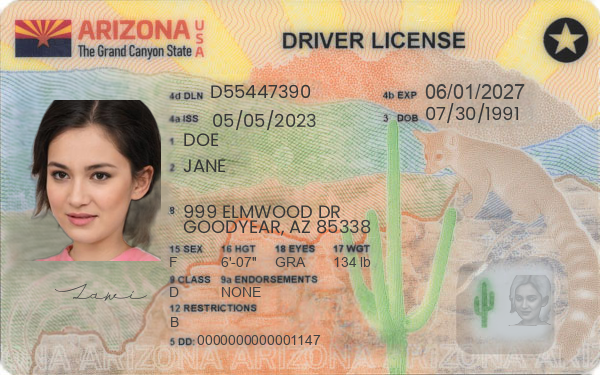 ARIZONA USA
The Grand Canyon State
DRIVER LICENSE
4d DLN D55447390
4b EXP 06/01/2027
4a ISS 05/05/2023
3 DOB 07/30/1991
1 DOE
2 JANE
8 999 ELMWOOD DR
GOODYEAR, AZ 85338
15 SEX 16 HGT 18 EYES 17 WGT
F 6'-07" GRA 134 lb
9 CLASS 9a ENDORSEMENTS
D NONE
12 RESTRICTIONS
B
5 DD: 0000000000001147
ARIZONA ARIZONA ARIZONA ARIZONA